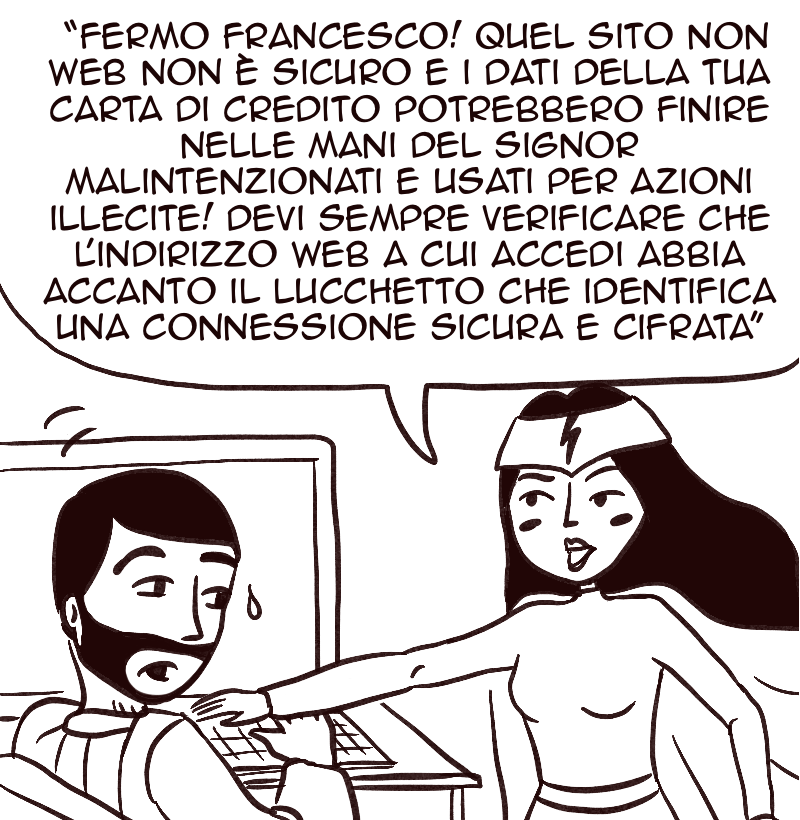 “FERMO FRANCESCO! QUEL SITO NON
WEB NON È SICURO E I DATI DELLA TUA
CARTA DI CREDITO POTREBBERO FINIRE
NELLE MANI DEL SIGNOR
MALINTENZIONATI E USATI PER AZIONI
ILLECITE! DEVI SEMPRE VERIFICARE CHE
L’INDIRIZZO WEB A CUI ACCEDI ABBIA
ACCANTO IL LUCCHETTO CHE IDENTIFICA
UNA CONNESSIONE SICURA E CIFRATA”